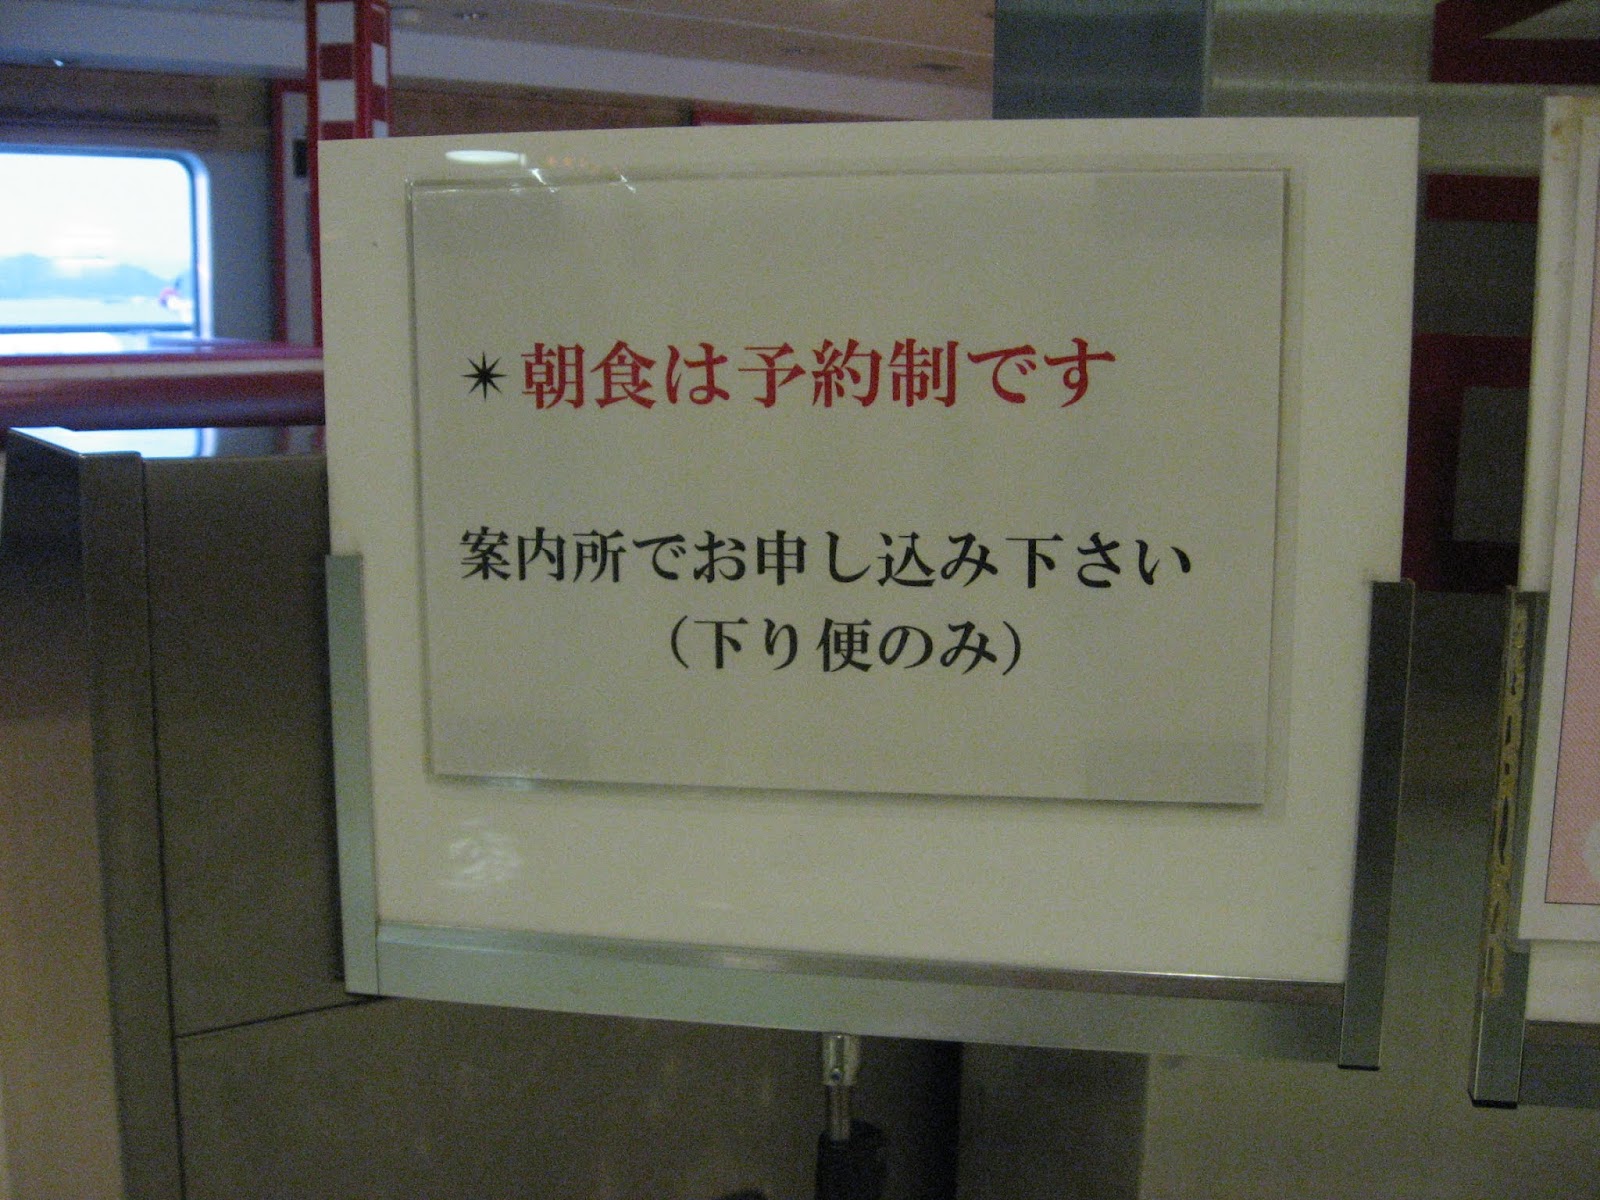 ✴朝食は予約制です
案内所でお申し込み下さい
（下り便のみ）